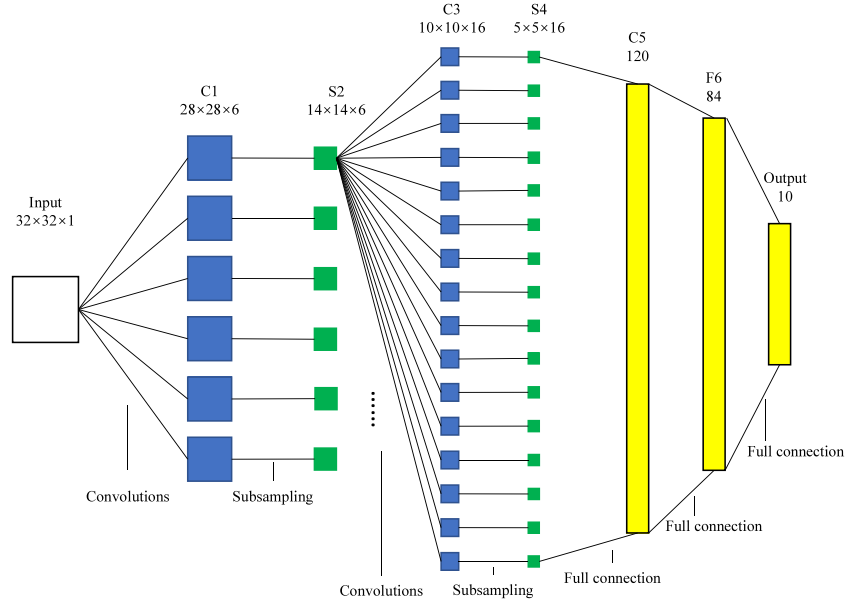 Input
32×32×1
C1
28×28×6
S2
14×14×6
C3
10×10×16
S4
5×5×16
C5
120
F6
84
Output
10
Convolutions
Subsampling
Convolutions
Subsampling
Full connection
Full connection
Full connection